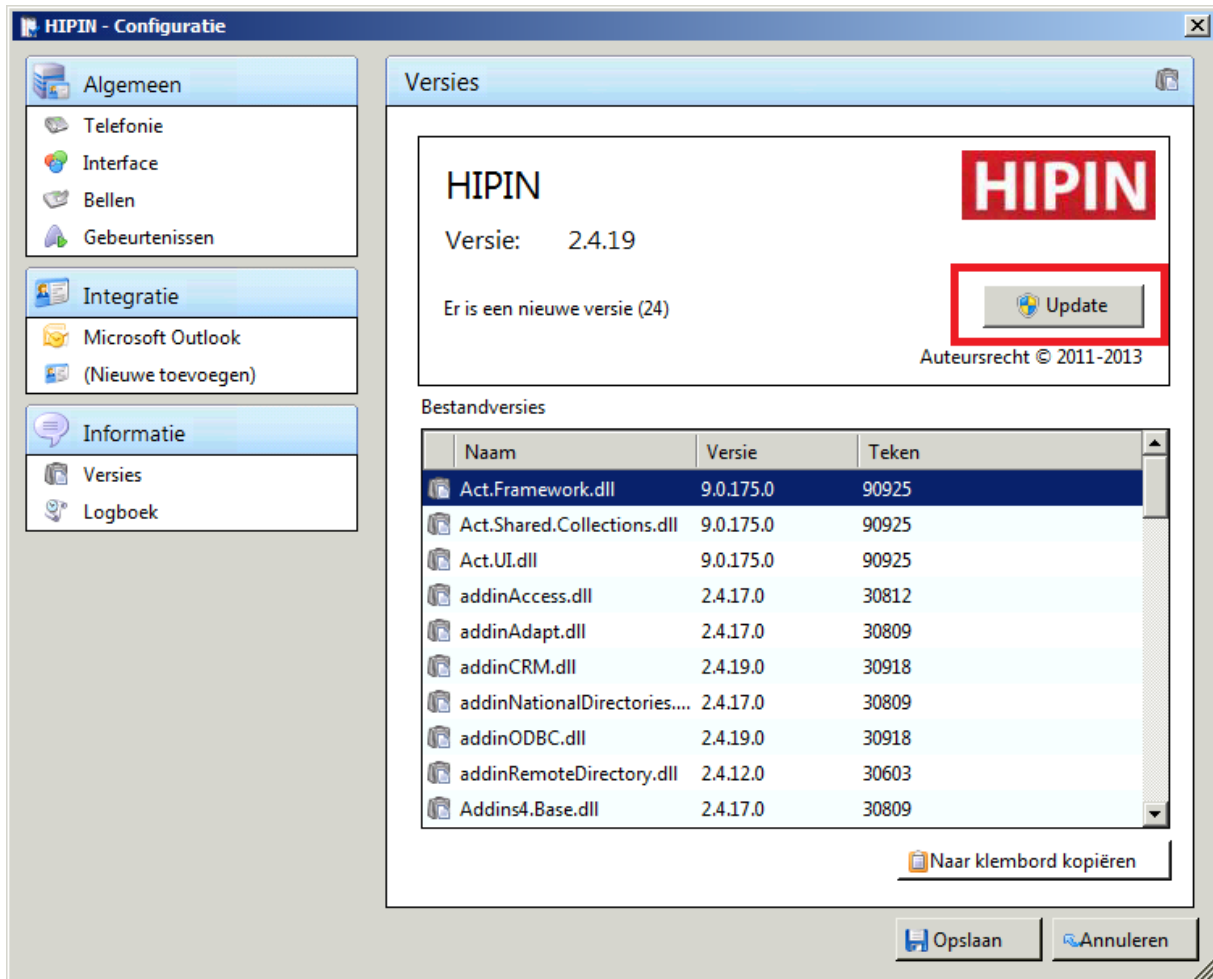 HIPIN - Configuratie
Algemeen
Telefonie
Interface
Bellen
Gebeurtenissen
Integratie
Microsoft Outlook
(Nieuwe toevoegen)
Informatie
Versies
Logboek
Versies
HIPIN
HIPIN
Versie: 2.4.19
Er is een nieuwe versie (24)
Update
Auteursrecht © 2011-2013
Bestandversies
Naam Versie Teken
Act.Framework.dll 9.0.175.0 90925
Act.Shared.Collections.dll 9.0.175.0 90925
Act.UI.dll 9.0.175.0 90925
addinAccess.dll 2.4.17.0 30812
addinAdapt.dll 2.4.17.0 30809
addinCRM.dll 2.4.19.0 30918
addinNationalDirectories.... 2.4.17.0 30809
addinODBC.dll 2.4.19.0 30918
addinRemoteDirectory.dll 2.4.12.0 30603
Addins4.Base.dll 2.4.17.0 30809
Naar klembord kopiëren
Opslaan
Annuleren